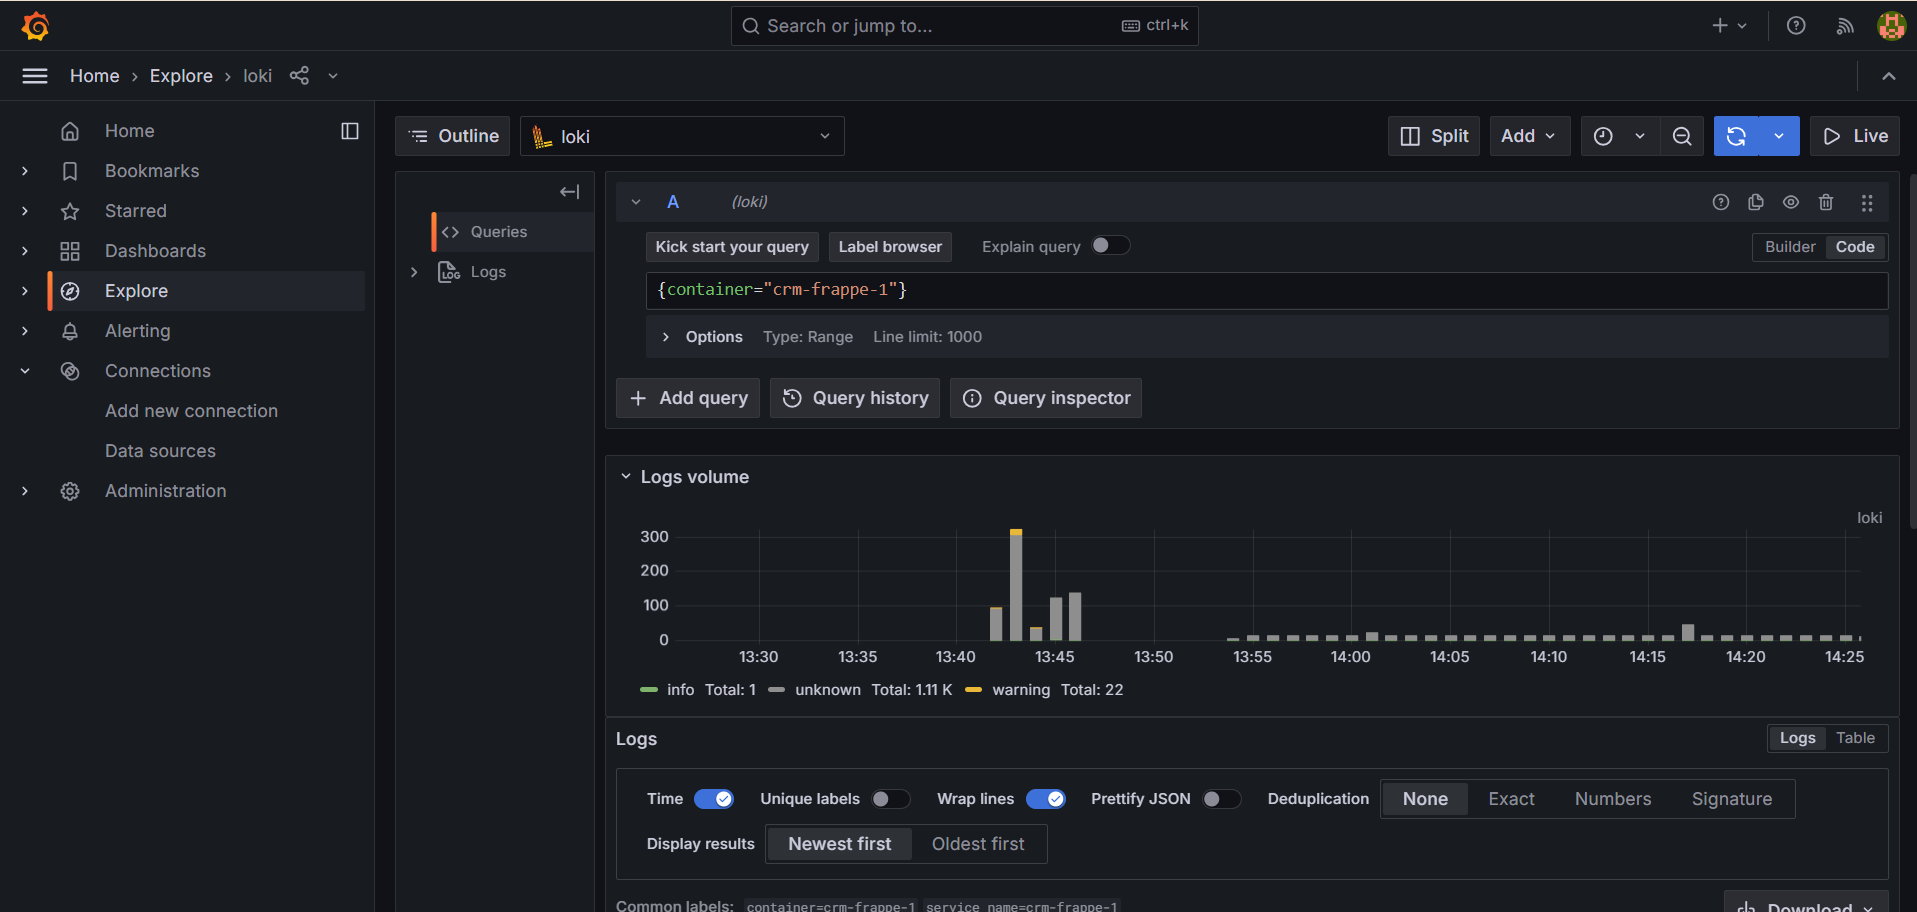 Search or jump to... ctrl+k
Home › Explore › loki
Home
Bookmarks
Starred
Dashboards
Explore
Alerting
Connections
Add new connection
Data sources
Administration
Outline loki Split Add Live
Queries
Logs
A (loki)
Kick start your query Label browser Explain query Builder Code
{container="crm-frappe-1"}
Options Type: Range Line limit: 1000
+ Add query Query history Query inspector
Logs volume
loki
300
200
100
0
13:30 13:35 13:40 13:45 13:50 13:55 14:00 14:05 14:10 14:15 14:20 14:25
info Total: 1 unknown Total: 1.11 K warning Total: 22
Logs Logs Table
Time Unique labels Wrap lines Prettify JSON Deduplication None Exact Numbers Signature
Display results Newest first Oldest first
Common labels: container=crm-frappe-1 service_name=crm-frappe-1 Download